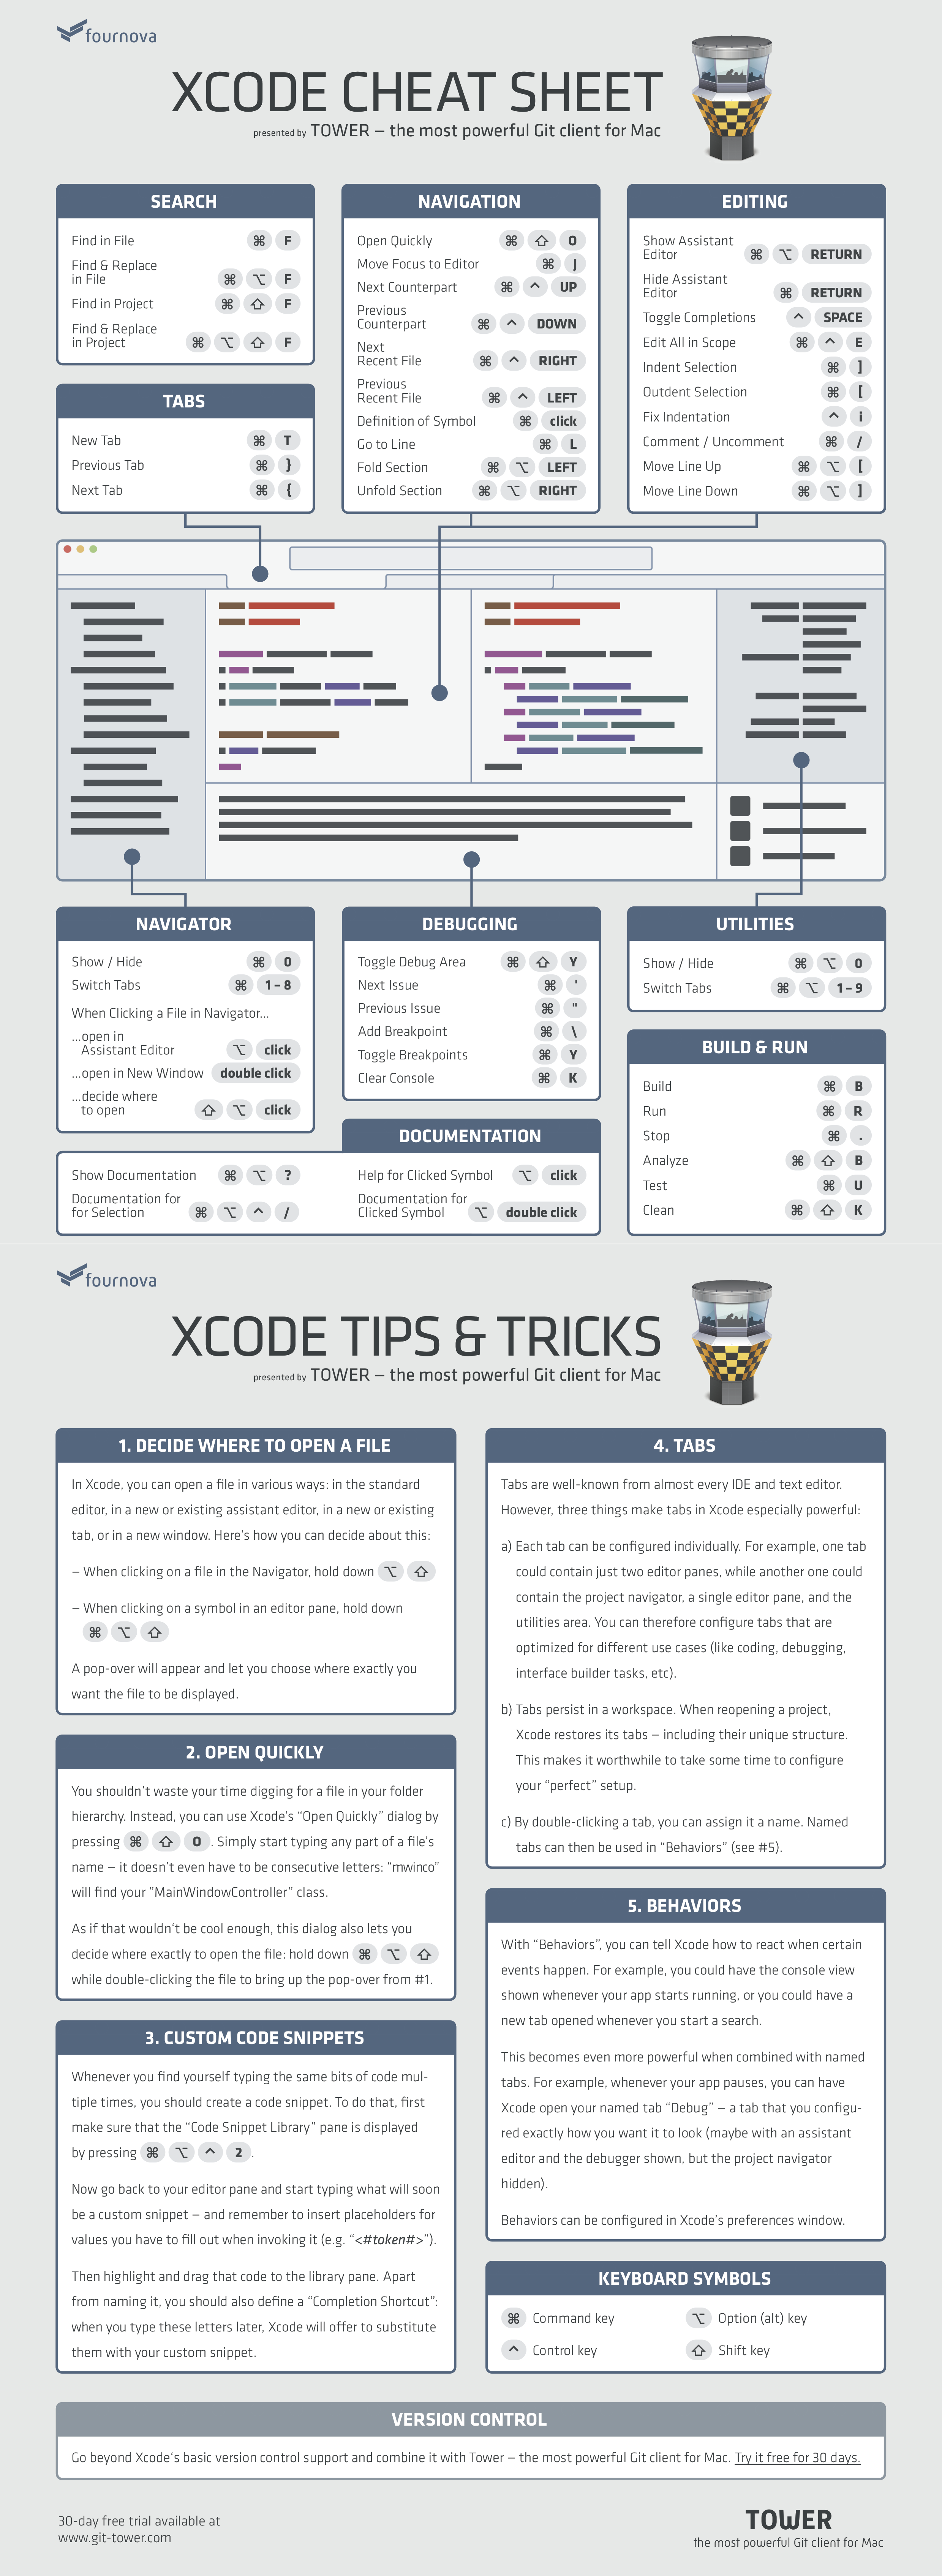 fournova
XCODE CHEAT SHEET
presented by TOWER – the most powerful Git client for Mac
SEARCH
Find in File ⌘ F
Find & Replace
in File ⌘ ⌥ F
Find in Project ⌘ ⇧ F
Find & Replace
in Project ⌘ ⌥ ⇧ F
TABS
New Tab ⌘ T
Previous Tab ⌘ }
Next Tab ⌘ {
NAVIGATION
Open Quickly ⌘ ⇧ O
Move Focus to Editor ⌘ J
Next Counterpart ⌘ ^ UP
Previous
Counterpart ⌘ ^ DOWN
Next
Recent File ⌘ ^ RIGHT
Previous
Recent File ⌘ ^ LEFT
Definition of Symbol ⌘ click
Go to Line ⌘ L
Fold Section ⌘ ⌥ LEFT
Unfold Section ⌘ ⌥ RIGHT
EDITING
Show Assistant
Editor ⌘ ⌥ RETURN
Hide Assistant
Editor ⌘ RETURN
Toggle Completions ^ SPACE
Edit All in Scope ⌘ ^ E
Indent Selection ⌘ ]
Outdent Selection ⌘ [
Fix Indentation ^ i
Comment / Uncomment ⌘ /
Move Line Up ⌘ ⌥ [
Move Line Down ⌘ ⌥ ]
NAVIGATOR
Show / Hide ⌘ 0
Switch Tabs ⌘ 1 – 8
When Clicking a File in Navigator...
...open in
Assistant Editor ⌥ click
...open in New Window double click
...decide where
to open ⇧ ⌥ click
DEBUGGING
Toggle Debug Area ⌘ ⇧ Y
Next Issue ⌘ '
Previous Issue ⌘ "
Add Breakpoint ⌘ \
Toggle Breakpoints ⌘ Y
Clear Console ⌘ K
UTILITIES
Show / Hide ⌘ ⌥ 0
Switch Tabs ⌘ ⌥ 1 – 9
BUILD & RUN
Build ⌘ B
Run ⌘ R
Stop ⌘ .
Analyze ⌘ ⇧ B
Test ⌘ U
Clean ⌘ ⇧ K
DOCUMENTATION
Show Documentation ⌘ ⌥ ?
Documentation for
for Selection ⌘ ⌥ ^ /
Help for Clicked Symbol ⌥ click
Documentation for
Clicked Symbol ⌥ double click
fournova
XCODE TIPS & TRICKS
presented by TOWER – the most powerful Git client for Mac
1. DECIDE WHERE TO OPEN A FILE
In Xcode, you can open a file in various ways: in the standard
editor, in a new or existing assistant editor, in a new or existing
tab, or in a new window. Here's how you can decide about this:
– When clicking on a file in the Navigator, hold down ⌥ ⇧
– When clicking on a symbol in an editor pane, hold down
⌘ ⌥ ⇧
A pop-over will appear and let you choose where exactly you
want the file to be displayed.
2. OPEN QUICKLY
You shouldn't waste your time digging for a file in your folder
hierarchy. Instead, you can use Xcode's “Open Quickly” dialog by
pressing ⌘ ⇧ O . Simply start typing any part of a file's
name – it doesn't even have to be consecutive letters: “mwinco”
will find your ”MainWindowController” class.
As if that wouldn't be cool enough, this dialog also lets you
decide where exactly to open the file: hold down ⌘ ⌥ ⇧
while double-clicking the file to bring up the pop-over from #1.
3. CUSTOM CODE SNIPPETS
Whenever you find yourself typing the same bits of code mul-
tiple times, you should create a code snippet. To do that, first
make sure that the “Code Snippet Library” pane is displayed
by pressing ⌘ ⌥ ^ 2 .
Now go back to your editor pane and start typing what will soon
be a custom snippet – and remember to insert placeholders for
values you have to fill out when invoking it (e.g. “<#token#>”).
Then highlight and drag that code to the library pane. Apart
from naming it, you should also define a “Completion Shortcut”:
when you type these letters later, Xcode will offer to substitute
them with your custom snippet.
4. TABS
Tabs are well-known from almost every IDE and text editor.
However, three things make tabs in Xcode especially powerful:
a) Each tab can be configured individually. For example, one tab
could contain just two editor panes, while another one could
contain the project navigator, a single editor pane, and the
utilities area. You can therefore configure tabs that are
optimized for different use cases (like coding, debugging,
interface builder tasks, etc).
b) Tabs persist in a workspace. When reopening a project,
Xcode restores its tabs – including their unique structure.
This makes it worthwhile to take some time to configure
your “perfect” setup.
c) By double-clicking a tab, you can assign it a name. Named
tabs can then be used in “Behaviors” (see #5).
5. BEHAVIORS
With “Behaviors”, you can tell Xcode how to react when certain
events happen. For example, you could have the console view
shown whenever your app starts running, or you could have a
new tab opened whenever you start a search.
This becomes even more powerful when combined with named
tabs. For example, whenever your app pauses, you can have
Xcode open your named tab “Debug” – a tab that you configu-
red exactly how you want it to look (maybe with an assistant
editor and the debugger shown, but the project navigator
hidden).
Behaviors can be configured in Xcode's preferences window.
KEYBOARD SYMBOLS
⌘ Command key ⌥ Option (alt) key
^ Control key ⇧ Shift key
VERSION CONTROL
Go beyond Xcode's basic version control support and combine it with Tower – the most powerful Git client for Mac. Try it free for 30 days.
30-day free trial available at
www.git-tower.com
TOWER
the most powerful Git client for Mac